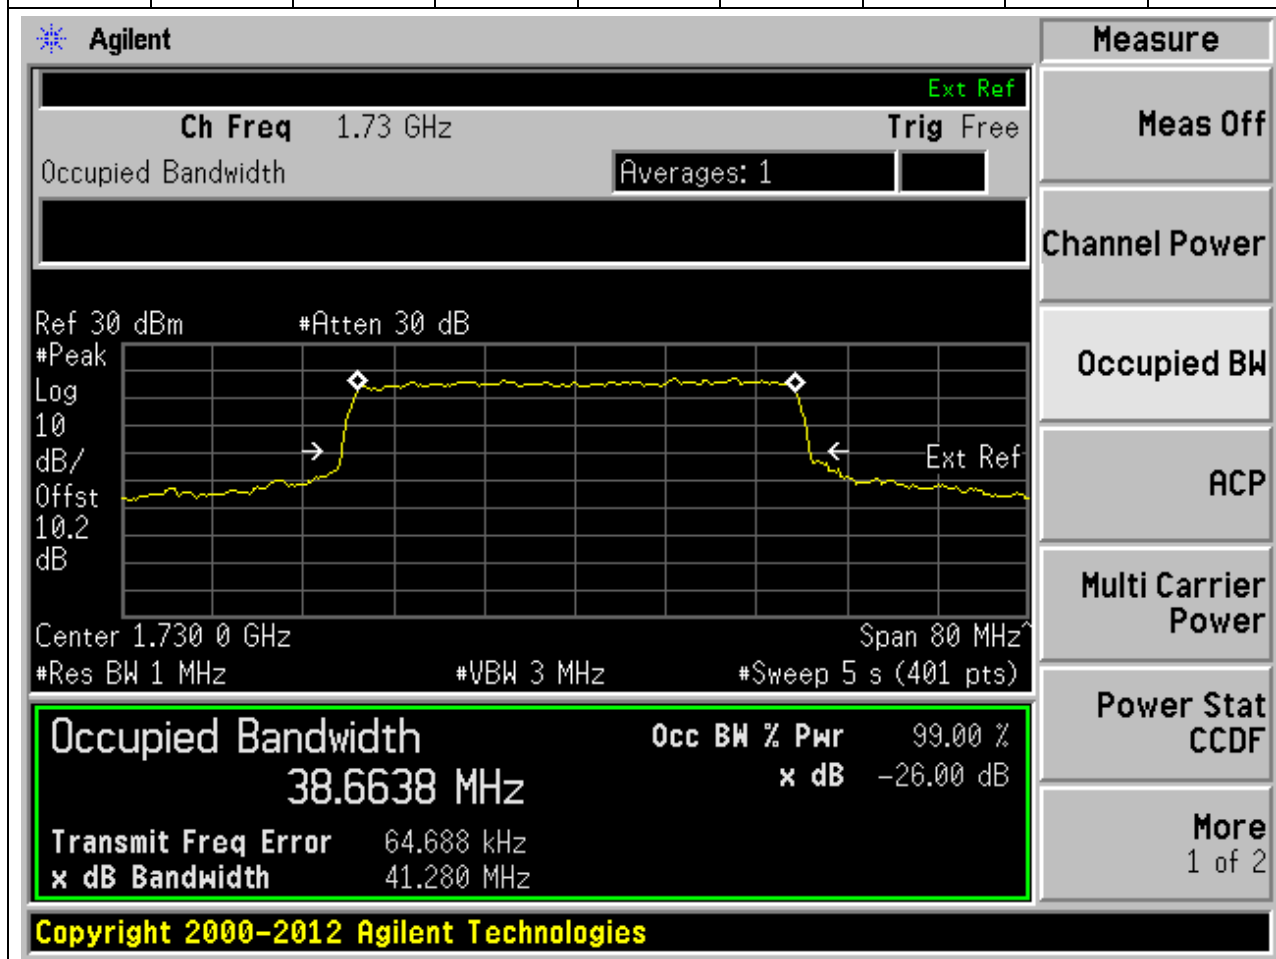 Agilent
Measure
Ext Ref
Ch Freq 1.73 GHz Trig Free
Occupied Bandwidth Averages: 1
Ref 30 dBm #Atten 30 dB
#Peak
Log
10
dB/
Offst
10.2
dB
Ext Ref
Center 1.730 0 GHz Span 80 MHz^
#Res BW 1 MHz #VBW 3 MHz #Sweep 5 s (401 pts)
Occupied Bandwidth
38.6638 MHz
Occ BW % Pwr 99.00 %
x dB -26.00 dB
Transmit Freq Error 64.688 kHz
x dB Bandwidth 41.280 MHz
Meas Off
Channel Power
Occupied BW
ACP
Multi Carrier
Power
Power Stat
CCDF
More
1 of 2
Copyright 2000-2012 Agilent Technologies